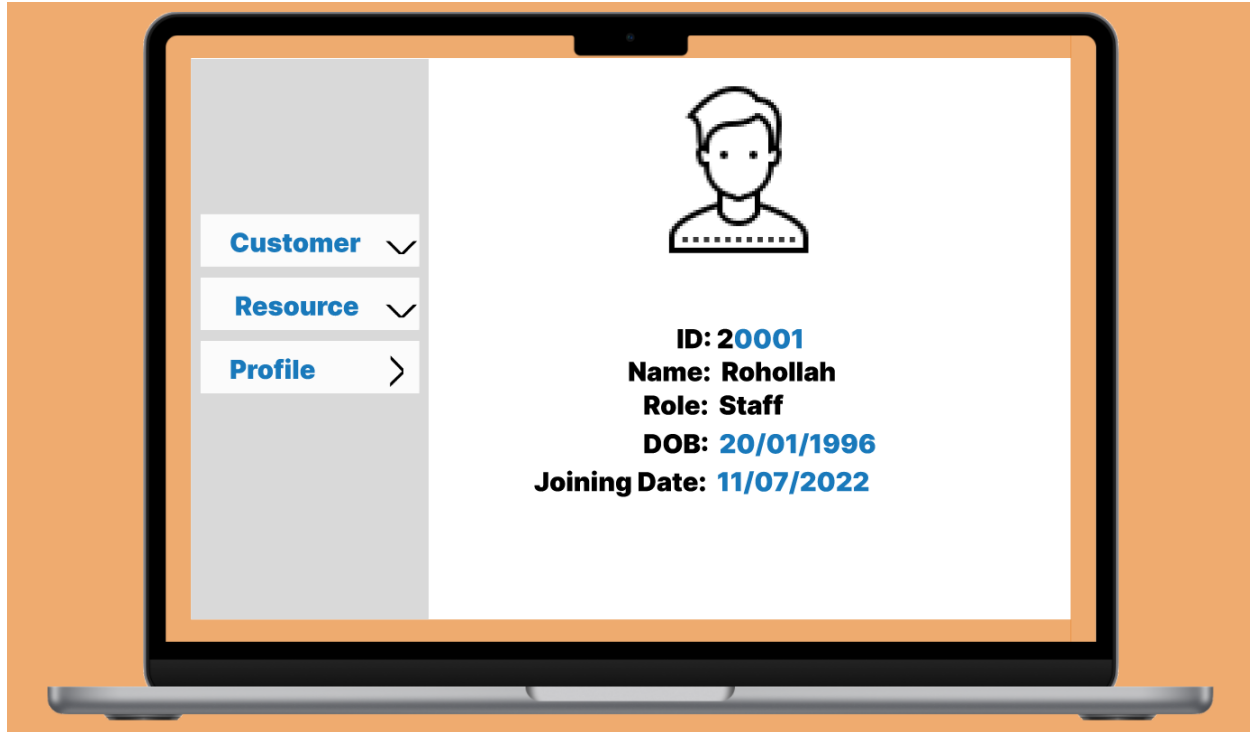 Customer
Resource
Profile
ID: 20001
Name: Rohollah
Role: Staff
DOB: 20/01/1996
Joining Date: 11/07/2022